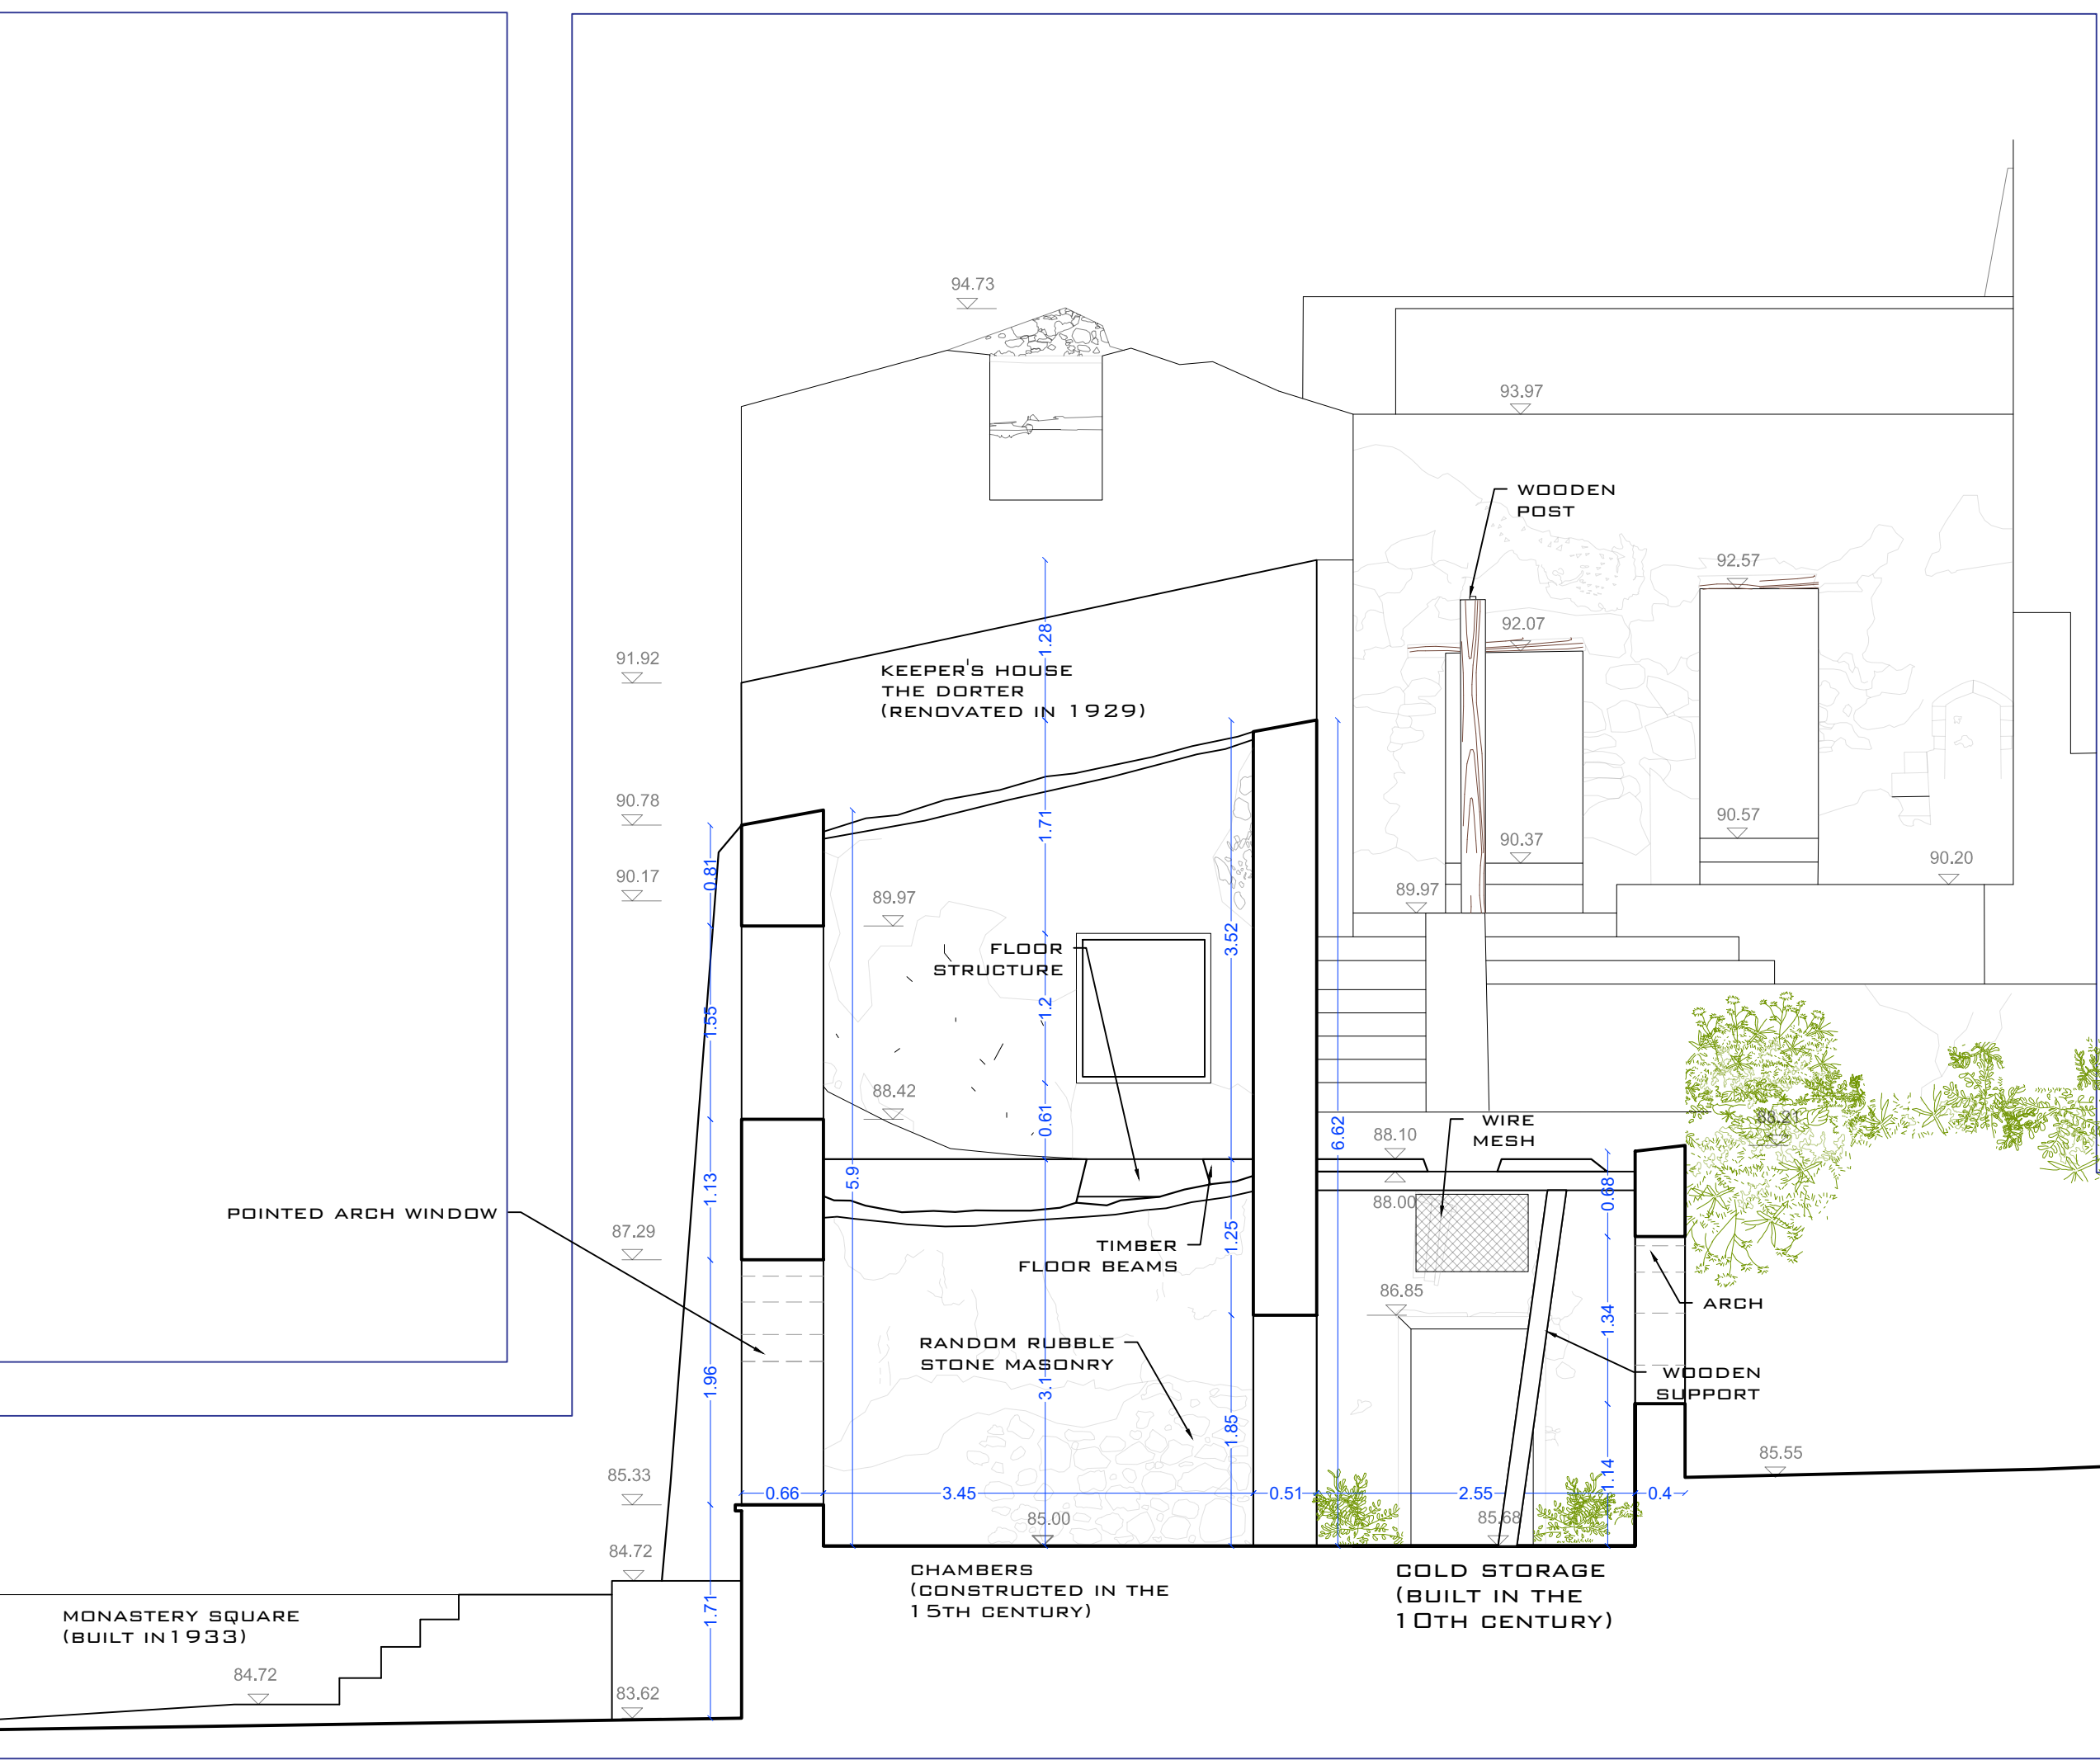 94.73
93.97
WOODEN
POST
92.57
92.07
1.28
91.92
KEEPER'S HOUSE
THE DORTER
(RENOVATED IN 1929)
90.78
1.71
90.57
90.37
90.20
0.81
90.17
89.97
89.97
3.52
FLOOR
STRUCTURE
1.2
1.55
88.42
0.61
6.62
WIRE
MESH
88.21
88.10
5.9
1.13
0.68
88.00
POINTED ARCH WINDOW
87.29
1.25
TIMBER
FLOOR BEAMS
86.85
ARCH
1.34
RANDOM RUBBLE
STONE MASONRY
WOODEN
SUPPORT
1.96
3.1
1.85
85.55
85.33
1.14
0.66
3.45
0.51
2.55
0.4
85.00
85.68
84.72
CHAMBERS
(CONSTRUCTED IN THE
15TH CENTURY)
COLD STORAGE
(BUILT IN THE
10TH CENTURY)
1.71
MONASTERY SQUARE
(BUILT IN1933)
84.72
83.62